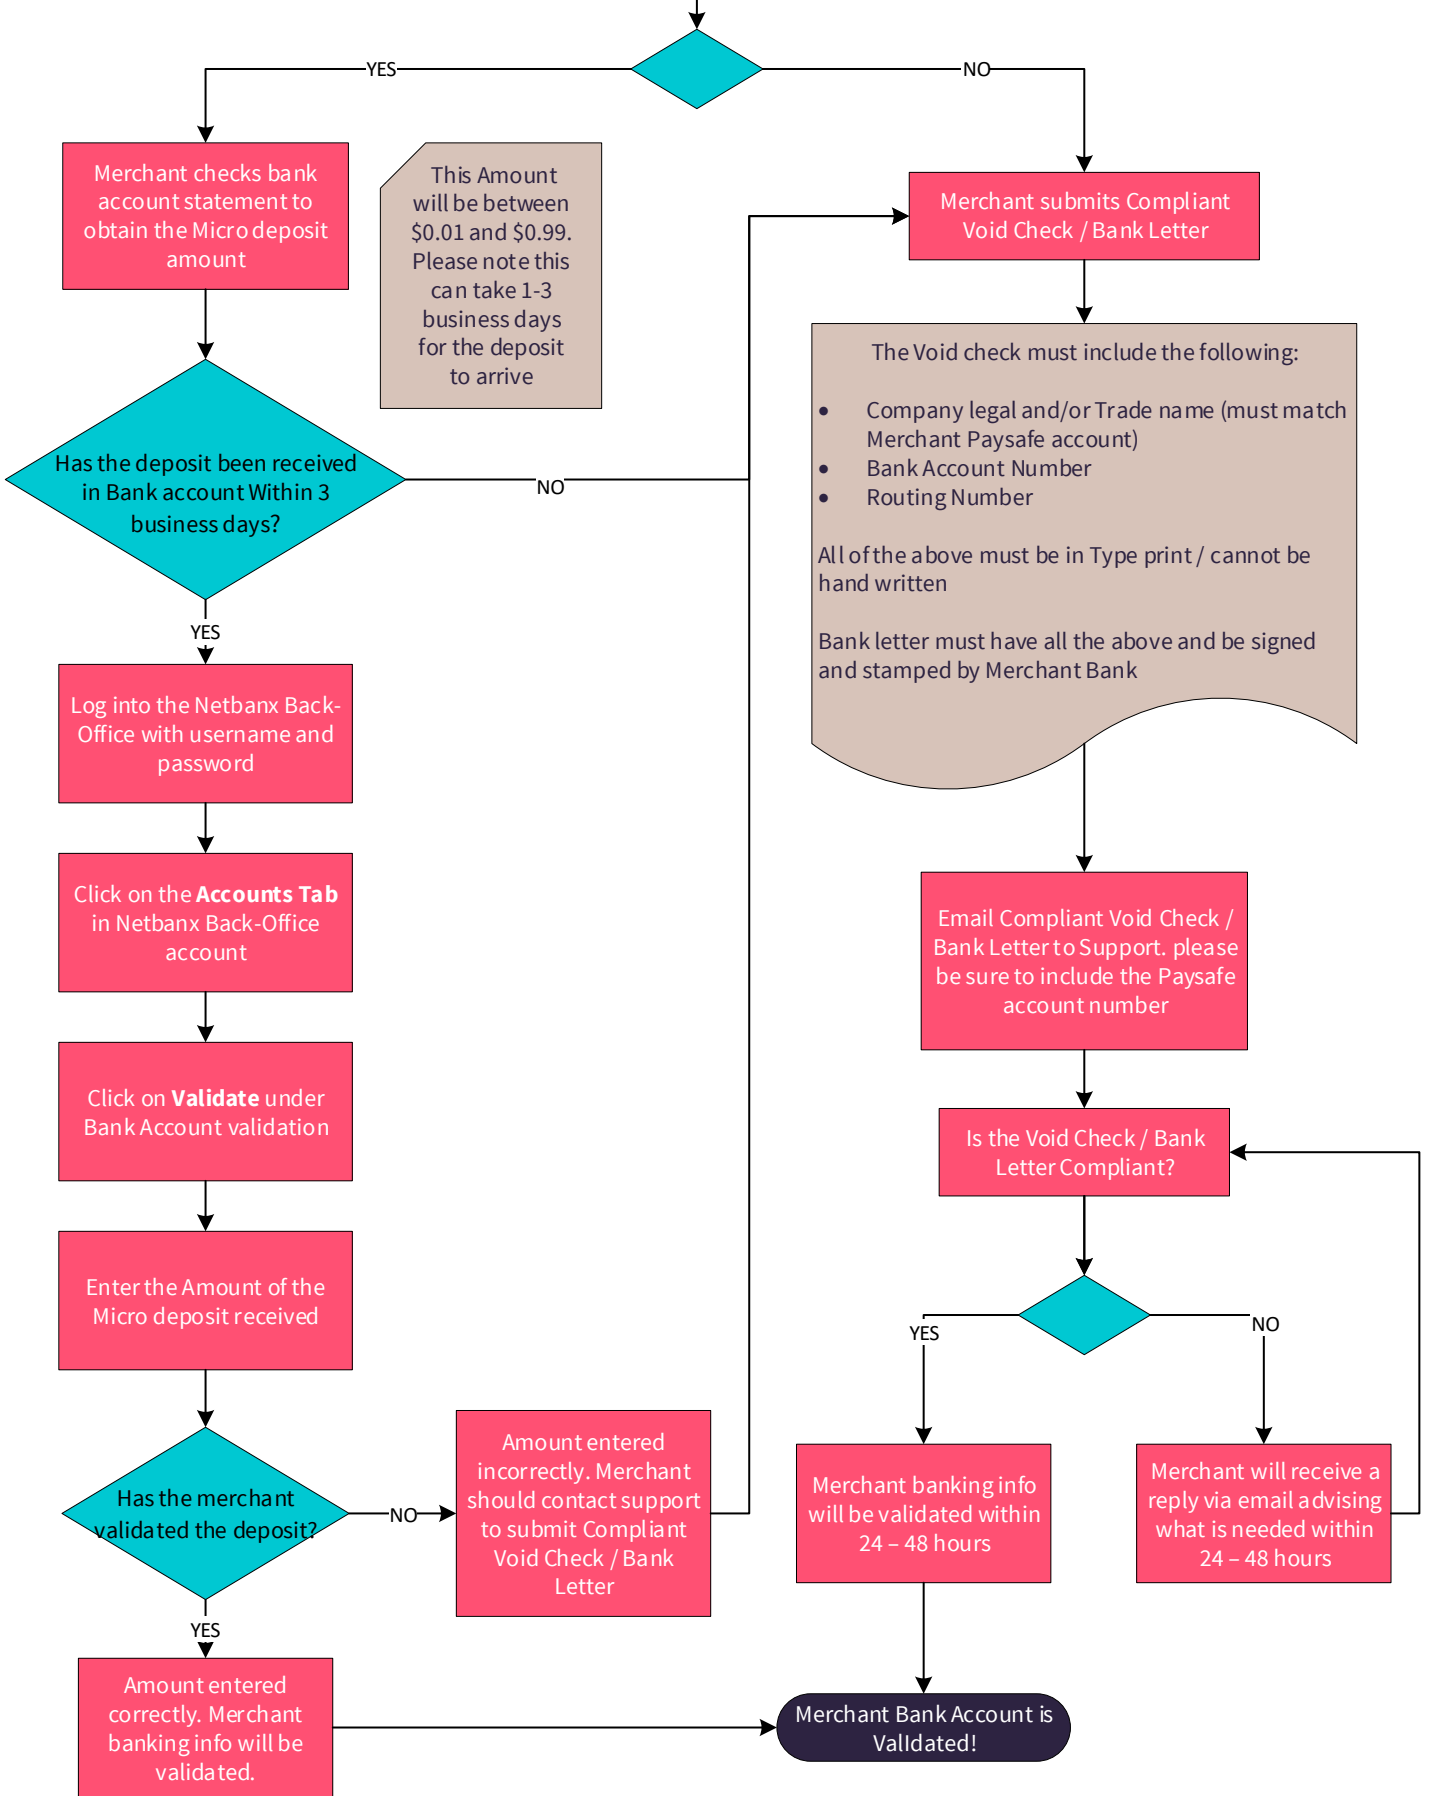 YES
NO
Merchant checks bank
account statement to
obtain the Micro deposit
amount
This Amount
will be between
$0.01 and $0.99.
Please note this
can take 1-3
business days
for the deposit
to arrive
Merchant submits Compliant
Void Check / Bank Letter
The Void check must include the following:
• Company legal and/or Trade name (must match
Merchant Paysafe account)
• Bank Account Number
• Routing Number
All of the above must be in Type print / cannot be
hand written
Bank letter must have all the above and be signed
and stamped by Merchant Bank
Has the deposit been received
in Bank account Within 3
business days?
NO
YES
Log into the Netbanx Back-
Office with username and
password
Click on the Accounts Tab
in Netbanx Back-Office
account
Click on Validate under
Bank Account validation
Enter the Amount of the
Micro deposit received
Has the merchant
validated the deposit?
NO
Amount entered
incorrectly. Merchant
should contact support
to submit Compliant
Void Check / Bank
Letter
YES
Amount entered
correctly. Merchant
banking info will be
validated.
Email Compliant Void Check /
Bank Letter to Support. please
be sure to include the Paysafe
account number
Is the Void Check / Bank
Letter Compliant?
YES
NO
Merchant banking info
will be validated within
24 – 48 hours
Merchant will receive a
reply via email advising
what is needed within
24 – 48 hours
Merchant Bank Account is
ValIdated!